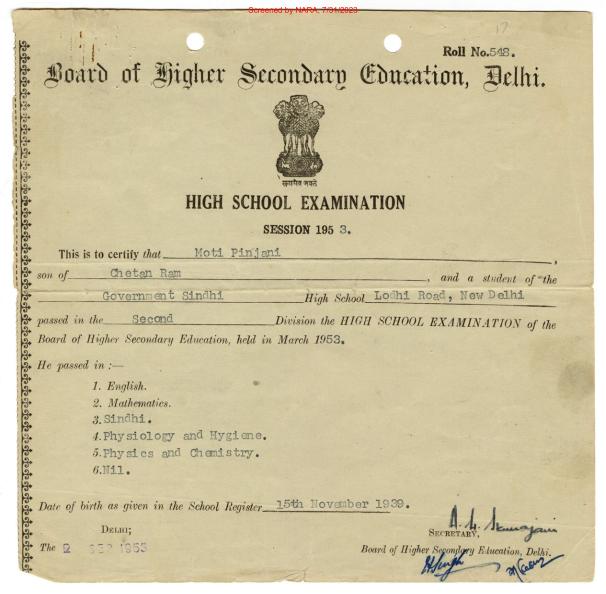 Screened by NARA, 7/31/2023
17
Roll No.548.
Board of Higher Secondary Education, Delhi.
सत्यमेव जयते
HIGH SCHOOL EXAMINATION
SESSION 195 3.
This is to certify that Moti Pinjani,
son of Chetan Ram, and a student of "the
Government Sindhi High School Lodhi Road, New Delhi
passed in the Second Division the HIGH SCHOOL EXAMINATION of the
Board of Higher Secondary Education, held in March 1953.
He passed in :—
1. English.
2. Mathematics.
3. Sindhi.
4. Physiology and Hygiene.
5. Physics and Chemistry.
6. Nil.
Date of birth as given in the School Register 15th November 1939.
DELHI;
SECRETARY,
The 2 SEP 1953
Board of Higher Secondary Education, Delhi.